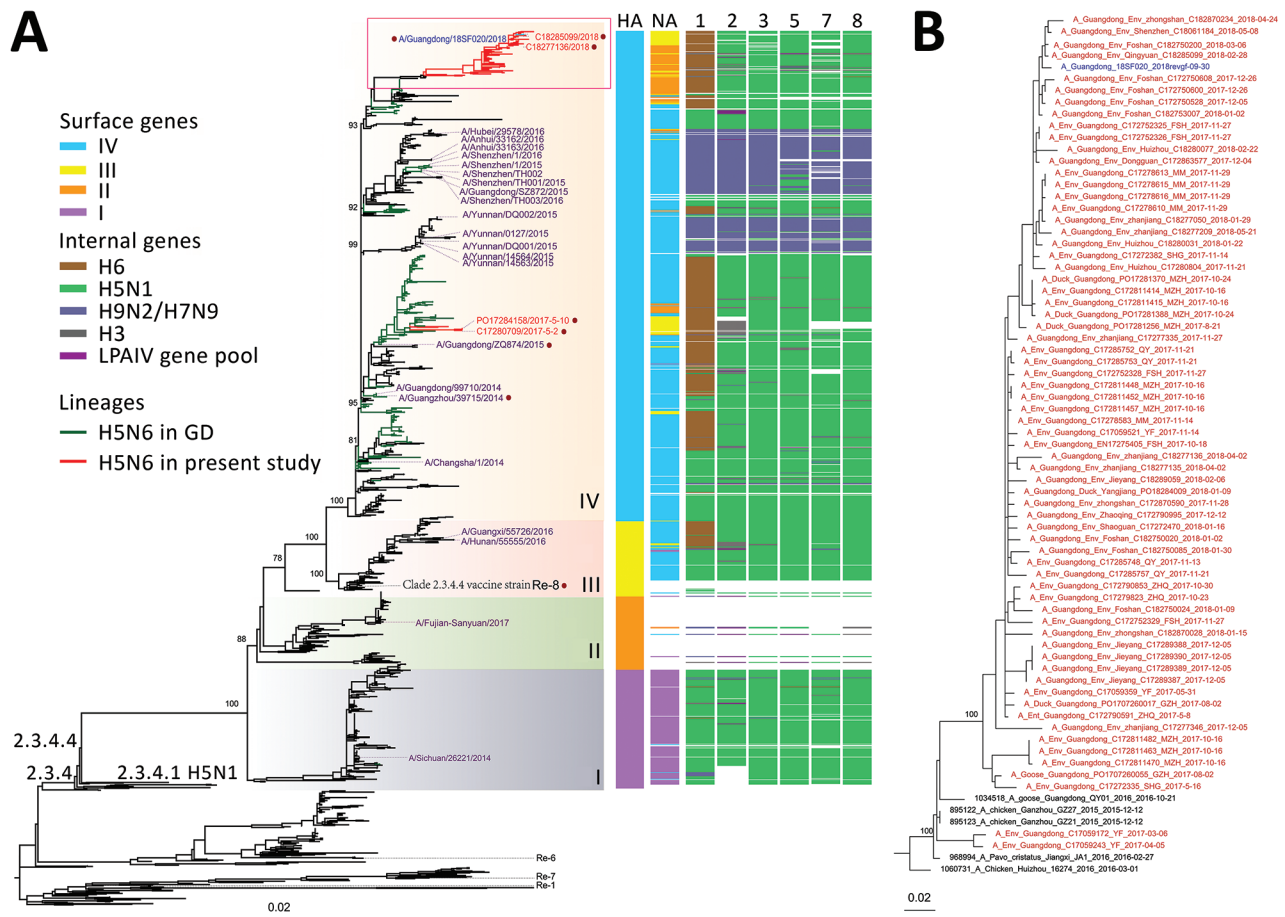 A
Surface genes
IV
III
II
I
Internal genes
H6
H5N1
H9N2/H7N9
H3
LPAIV gene pool
Lineages
H5N6 in GD
H5N6 in present study
A/Guangdong/18SF020/2018
C18285099/2018
C18277136/2018
93
A/Hubei/29578/2016
A/Anhui/33162/2016
A/Anhui/33163/2016
A/Shenzhen/1/2016
A/Shenzhen/1/2015
A/Shenzhen/TH002
A/Shenzhen/TH001/2015
A/Guangdong/SZ872/2015
A/Shenzhen/TH003/2016
92
A/Yunnan/DQ002/2015
99
A/Yunnan/0127/2015
A/Yunnan/DQ001/2015
A/Yunnan/14564/2015
A/Yunnan/14563/2015
PO17284158/2017-5-10
C17280709/2017-5-2
A/Guangdong/ZQ874/2015
A/Guangdong/99710/2014
95
A/Guangzhou/39715/2014
81
A/Changsha/1/2014
100
IV
100
A/Guangxi/55726/2016
A/Hunan/55555/2016
78
100
Clade 2.3.4.4 vaccine strain Re-8
III
A/Fujian-Sanyuan/2017
88
II
100
2.3.4.4
A/Sichuan/26221/2014
2.3.4
2.3.4.1 H5N1
I
Re-6
Re-7
Re-1
0.02
HA NA 1 2 3 5 7 8
B
A_Guangdong_Env_zhongshan_C182870234_2018-04-24
A_Guangdong_Env_Shenzhen_C18061184_2018-05-08
A_Guangdong_Env_Foshan_C182750200_2018-03-06
A_Guangdong_Env_Qingyuan_C18285099_2018-02-28
A_Guangdong_18SF020_2018revgf-09-30
A_Guangdong_Env_Foshan_C172750608_2017-12-26
A_Guangdong_Env_Foshan_C172750600_2017-12-26
A_Guangdong_Env_Foshan_C172750528_2017-12-05
A_Guangdong_Env_Foshan_C182753007_2018-01-02
A_Env_Guangdong_C172752325_FSH_2017-11-27
A_Env_Guangdong_C172752326_FSH_2017-11-27
A_Guangdong_Env_Huizhou_C18280077_2018-02-22
A_Guangdong_Env_Dongguan_C172863577_2017-12-04
A_Env_Guangdong_C17278613_MM_2017-11-29
A_Env_Guangdong_C17278615_MM_2017-11-29
A_Env_Guangdong_C17278616_MM_2017-11-29
A_Env_Guangdong_C17278610_MM_2017-11-29
A_Guangdong_Env_zhanjiang_C18277050_2018-01-29
A_Guangdong_Env_zhanjiang_C18277209_2018-05-21
A_Guangdong_Env_Huizhou_C18280031_2018-01-22
A_Env_Guangdong_C17272382_SHG_2017-11-14
A_Guangdong_Env_Huizhou_C17280804_2017-11-21
A_Duck_Guangdong_PO17281370_MZH_2017-10-24
A_Env_Guangdong_C172811414_MZH_2017-10-16
A_Env_Guangdong_C172811415_MZH_2017-10-16
A_Duck_Guangdong_PO17281388_MZH_2017-10-24
A_Duck_Guangdong_PO17281256_MZH_2017-8-21
A_Guangdong_Env_zhanjiang_C17277335_2017-11-27
A_Env_Guangdong_C17285752_QY_2017-11-21
A_Env_Guangdong_C17285753_QY_2017-11-21
A_Env_Guangdong_C172752328_FSH_2017-11-27
A_Env_Guangdong_C172811448_MZH_2017-10-16
A_Env_Guangdong_C172811452_MZH_2017-10-16
A_Env_Guangdong_C172811457_MZH_2017-10-16
A_Env_Guangdong_C17278583_MM_2017-11-14
A_Env_Guangdong_C17059521_YF_2017-11-14
A_Env_Guangdong_EN17275405_FSH_2017-10-18
A_Guangdong_Env_zhanjiang_C18277136_2018-04-02
A_Guangdong_Env_zhanjiang_C18277135_2018-04-02
A_Guangdong_Env_Jieyang_C18289059_2018-02-06
A_Guangdong_Duck_Yangjiang_PO18284009_2018-01-09
A_Guangdong_Env_zhongshan_C172870590_2017-11-28
A_Guangdong_Env_Zhaoqing_C172790995_2017-12-12
A_Guangdong_Env_Shaoguan_C17272470_2018-01-16
A_Guangdong_Env_Foshan_C182750020_2018-01-02
A_Guangdong_Env_Foshan_C182750085_2018-01-30
A_Env_Guangdong_C17285748_QY_2017-11-13
A_Env_Guangdong_C17285757_QY_2017-11-21
A_Env_Guangdong_C172790853_ZHQ_2017-10-30
A_Env_Guangdong_C17279823_ZHQ_2017-10-23
A_Guangdong_Env_Foshan_C182750024_2018-01-09
A_Env_Guangdong_C172752329_FSH_2017-11-27
A_Guangdong_Env_zhongshan_C182870028_2018-01-15
A_Guangdong_Env_Jieyang_C17289388_2017-12-05
A_Guangdong_Env_Jieyang_C17289390_2017-12-05
A_Guangdong_Env_Jieyang_C17289389_2017-12-05
A_Guangdong_Env_Jieyang_C17289387_2017-12-05
A_Env_Guangdong_C17059359_YF_2017-05-31
A_Duck_Guangdong_PO1707260017_GZH_2017-08-02
A_Ent_Guangdong_C172790591_ZHQ_2017-5-8
A_Guangdong_Env_zhanjiang_C17277346_2017-12-05
100
A_Env_Guangdong_C172811482_MZH_2017-10-16
A_Env_Guangdong_C172811463_MZH_2017-10-16
A_Env_Guangdong_C172811470_MZH_2017-10-16
A_Goose_Guangdong_PO1707260055_GZH_2017-08-02
A_Env_Guangdong_C17272335_SHG_2017-5-16
1034518_A_goose_Guangdong_QY01_2016_2016-10-21
895122_A_chicken_Ganzhou_GZ27_2015_2015-12-12
895123_A_chicken_Ganzhou_GZ21_2015_2015-12-12
100
A_Env_Guangdong_C17059172_YF_2017-03-06
A_Env_Guangdong_C17059243_YF_2017-04-05
968994_A_Pavo_cristatus_Jiangxi_JA1_2016_2016-02-27
1060731_A_Chicken_Huizhou_16274_2016_2016-03-01
0.02